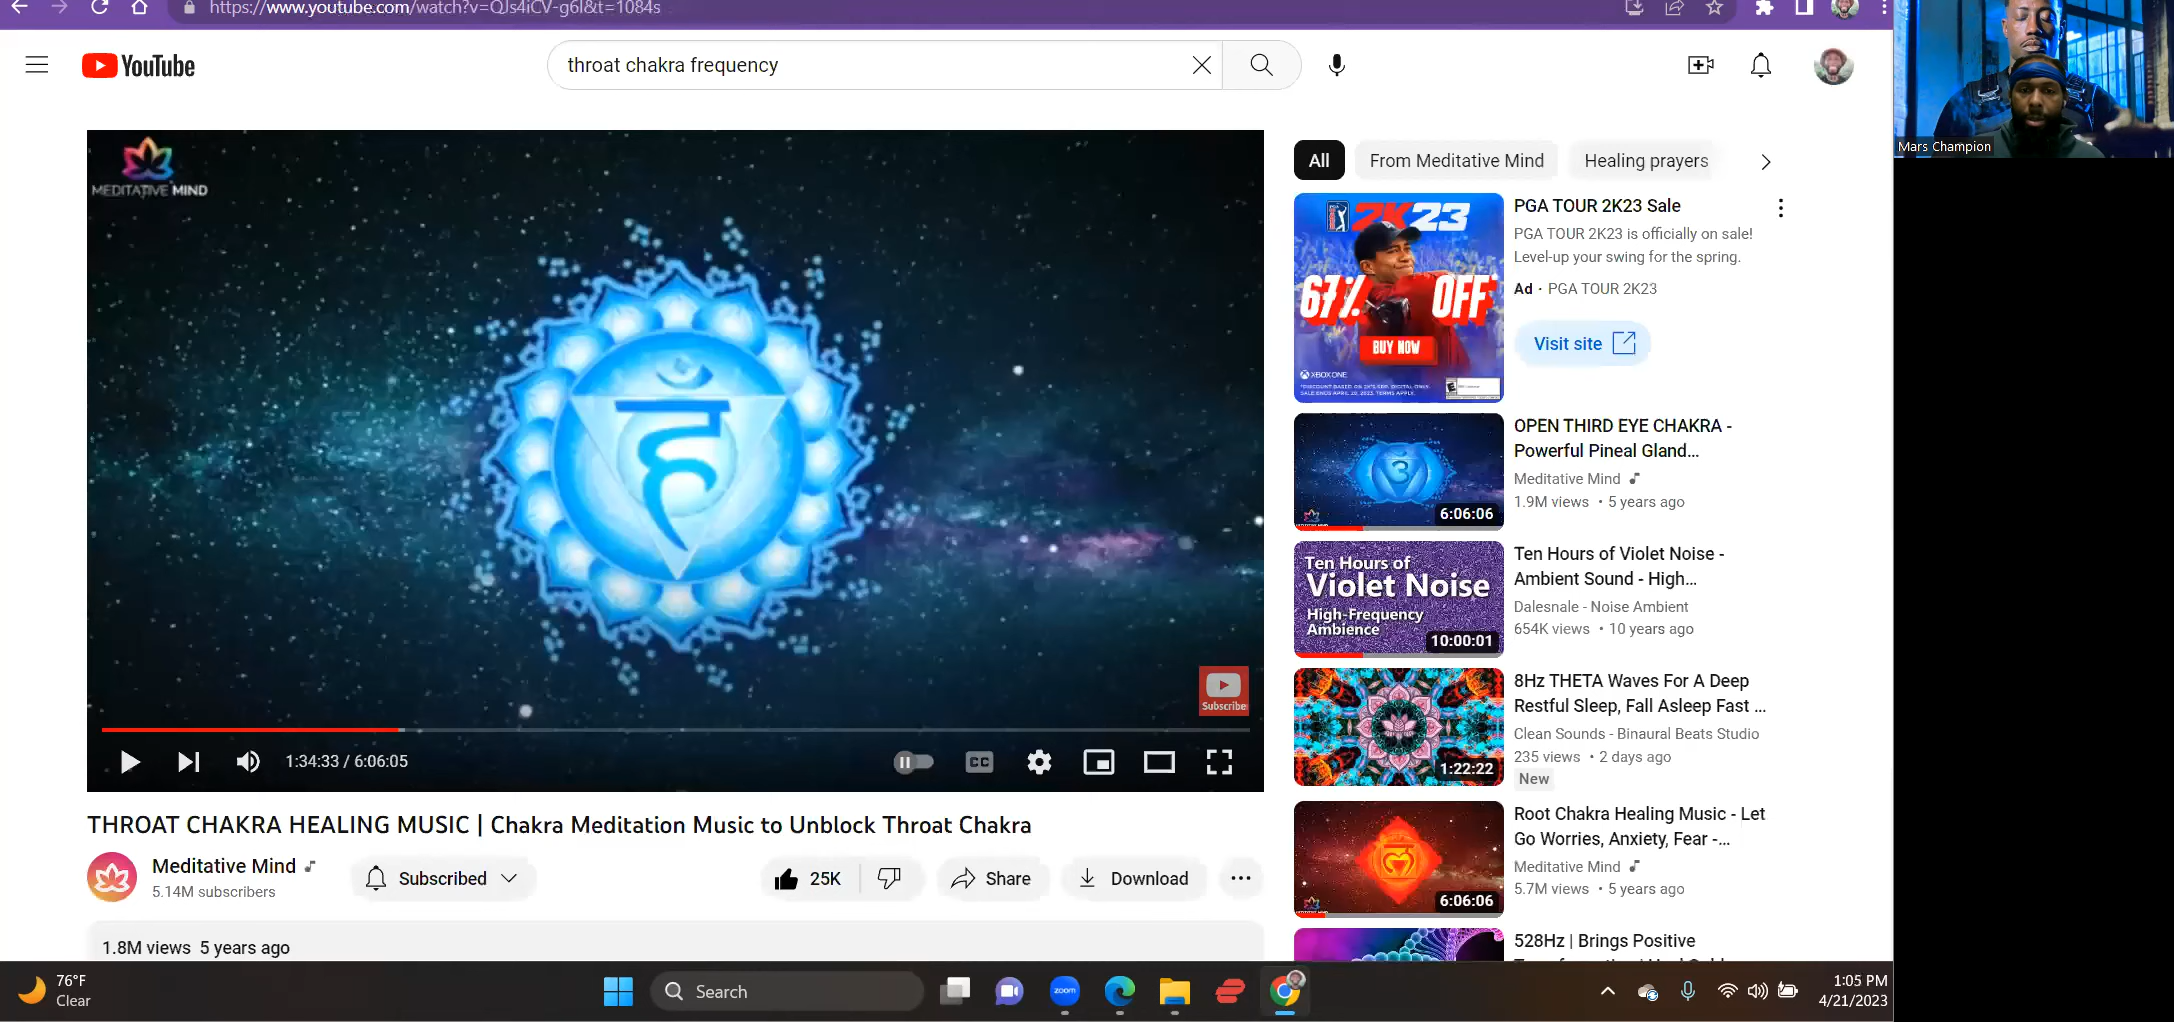 https://www.youtube.com/watch?v=QJs4iCV-g6I&t=1084s
YouTube
throat chakra frequency
Mars Champion
MEDITATIVE MIND
ह
Subscribe
1:34:33 / 6:06:05
CC
THROAT CHAKRA HEALING MUSIC | Chakra Meditation Music to Unblock Throat Chakra
Meditative Mind
5.14M subscribers
Subscribed
25K
Share
Download
1.8M views 5 years ago
All
From Meditative Mind
Healing prayers
2K23
67% OFF
BUY NOW
XBOX ONE
PGA TOUR 2K23 Sale
PGA TOUR 2K23 is officially on sale!
Level-up your swing for the spring.
Ad · PGA TOUR 2K23
Visit site
6:06:06
OPEN THIRD EYE CHAKRA -
Powerful Pineal Gland...
Meditative Mind
1.9M views • 5 years ago
Ten Hours of
Violet Noise
High-Frequency
Ambience
10:00:01
Ten Hours of Violet Noise -
Ambient Sound - High...
Dalesnale - Noise Ambient
654K views • 10 years ago
1:22:22
8Hz THETA Waves For A Deep
Restful Sleep, Fall Asleep Fast ...
Clean Sounds - Binaural Beats Studio
235 views • 2 days ago
New
6:06:06
Root Chakra Healing Music - Let
Go Worries, Anxiety, Fear -...
Meditative Mind
5.7M views • 5 years ago
528Hz | Brings Positive
76°F
Clear
Search
zoom
1:05 PM
4/21/2023